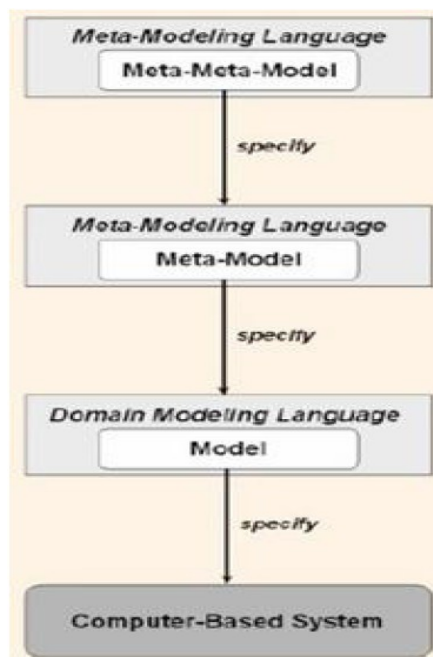 Meta-Modeling Language
Meta-Meta-Model
specify
Meta-Modeling Language
Meta-Model
specify
Domain Modeling Language
Model
specify
Computer-Based System